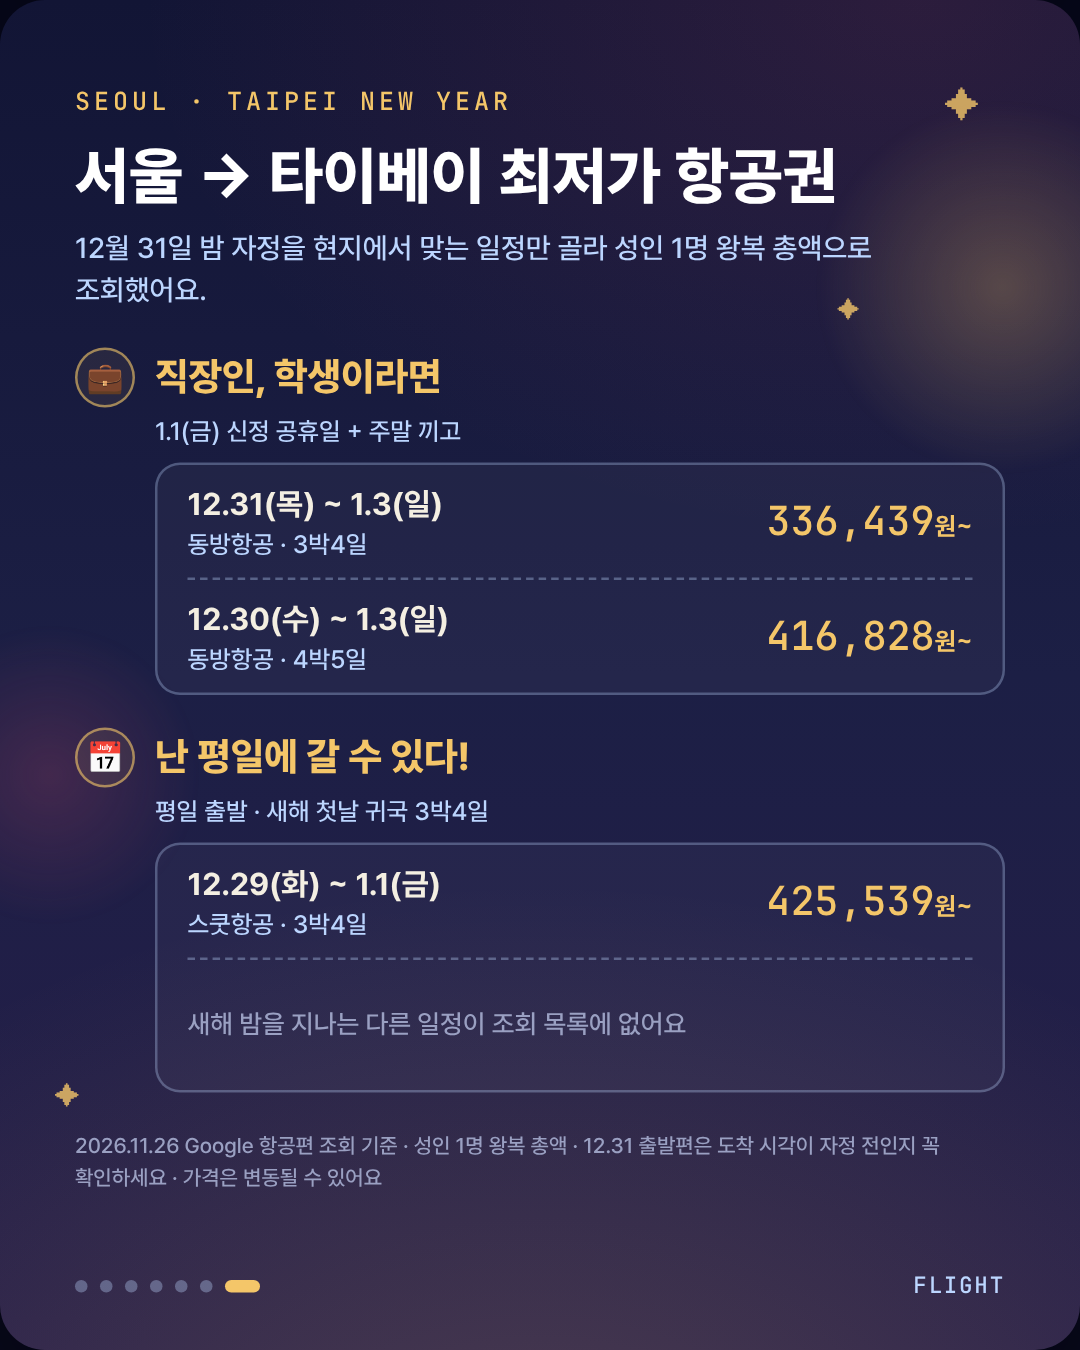 SEOUL · TAIPEI NEW YEAR
서울 → 타이베이 최저가 항공권
12월 31일 밤 자정을 현지에서 맞는 일정만 골라 성인 1명 왕복 총액으로
조회했어요.
직장인, 학생이라면
1.1(금) 신정 공휴일 + 주말 끼고
12.31(목) ~ 1.3(일)
336,439원~
동방항공 · 3박4일
12.30(수) ~ 1.3(일)
416,828원~
동방항공 · 4박5일
July
17
난 평일에 갈 수 있다!
평일 출발 · 새해 첫날 귀국 3박4일
12.29(화) ~ 1.1(금)
425,539원~
스쿳항공 · 3박4일
새해 밤을 지나는 다른 일정이 조회 목록에 없어요
2026.11.26 Google 항공편 조회 기준 · 성인 1명 왕복 총액 · 12.31 출발편은 도착 시각이 자정 전인지 꼭
확인하세요 · 가격은 변동될 수 있어요
FLIGHT